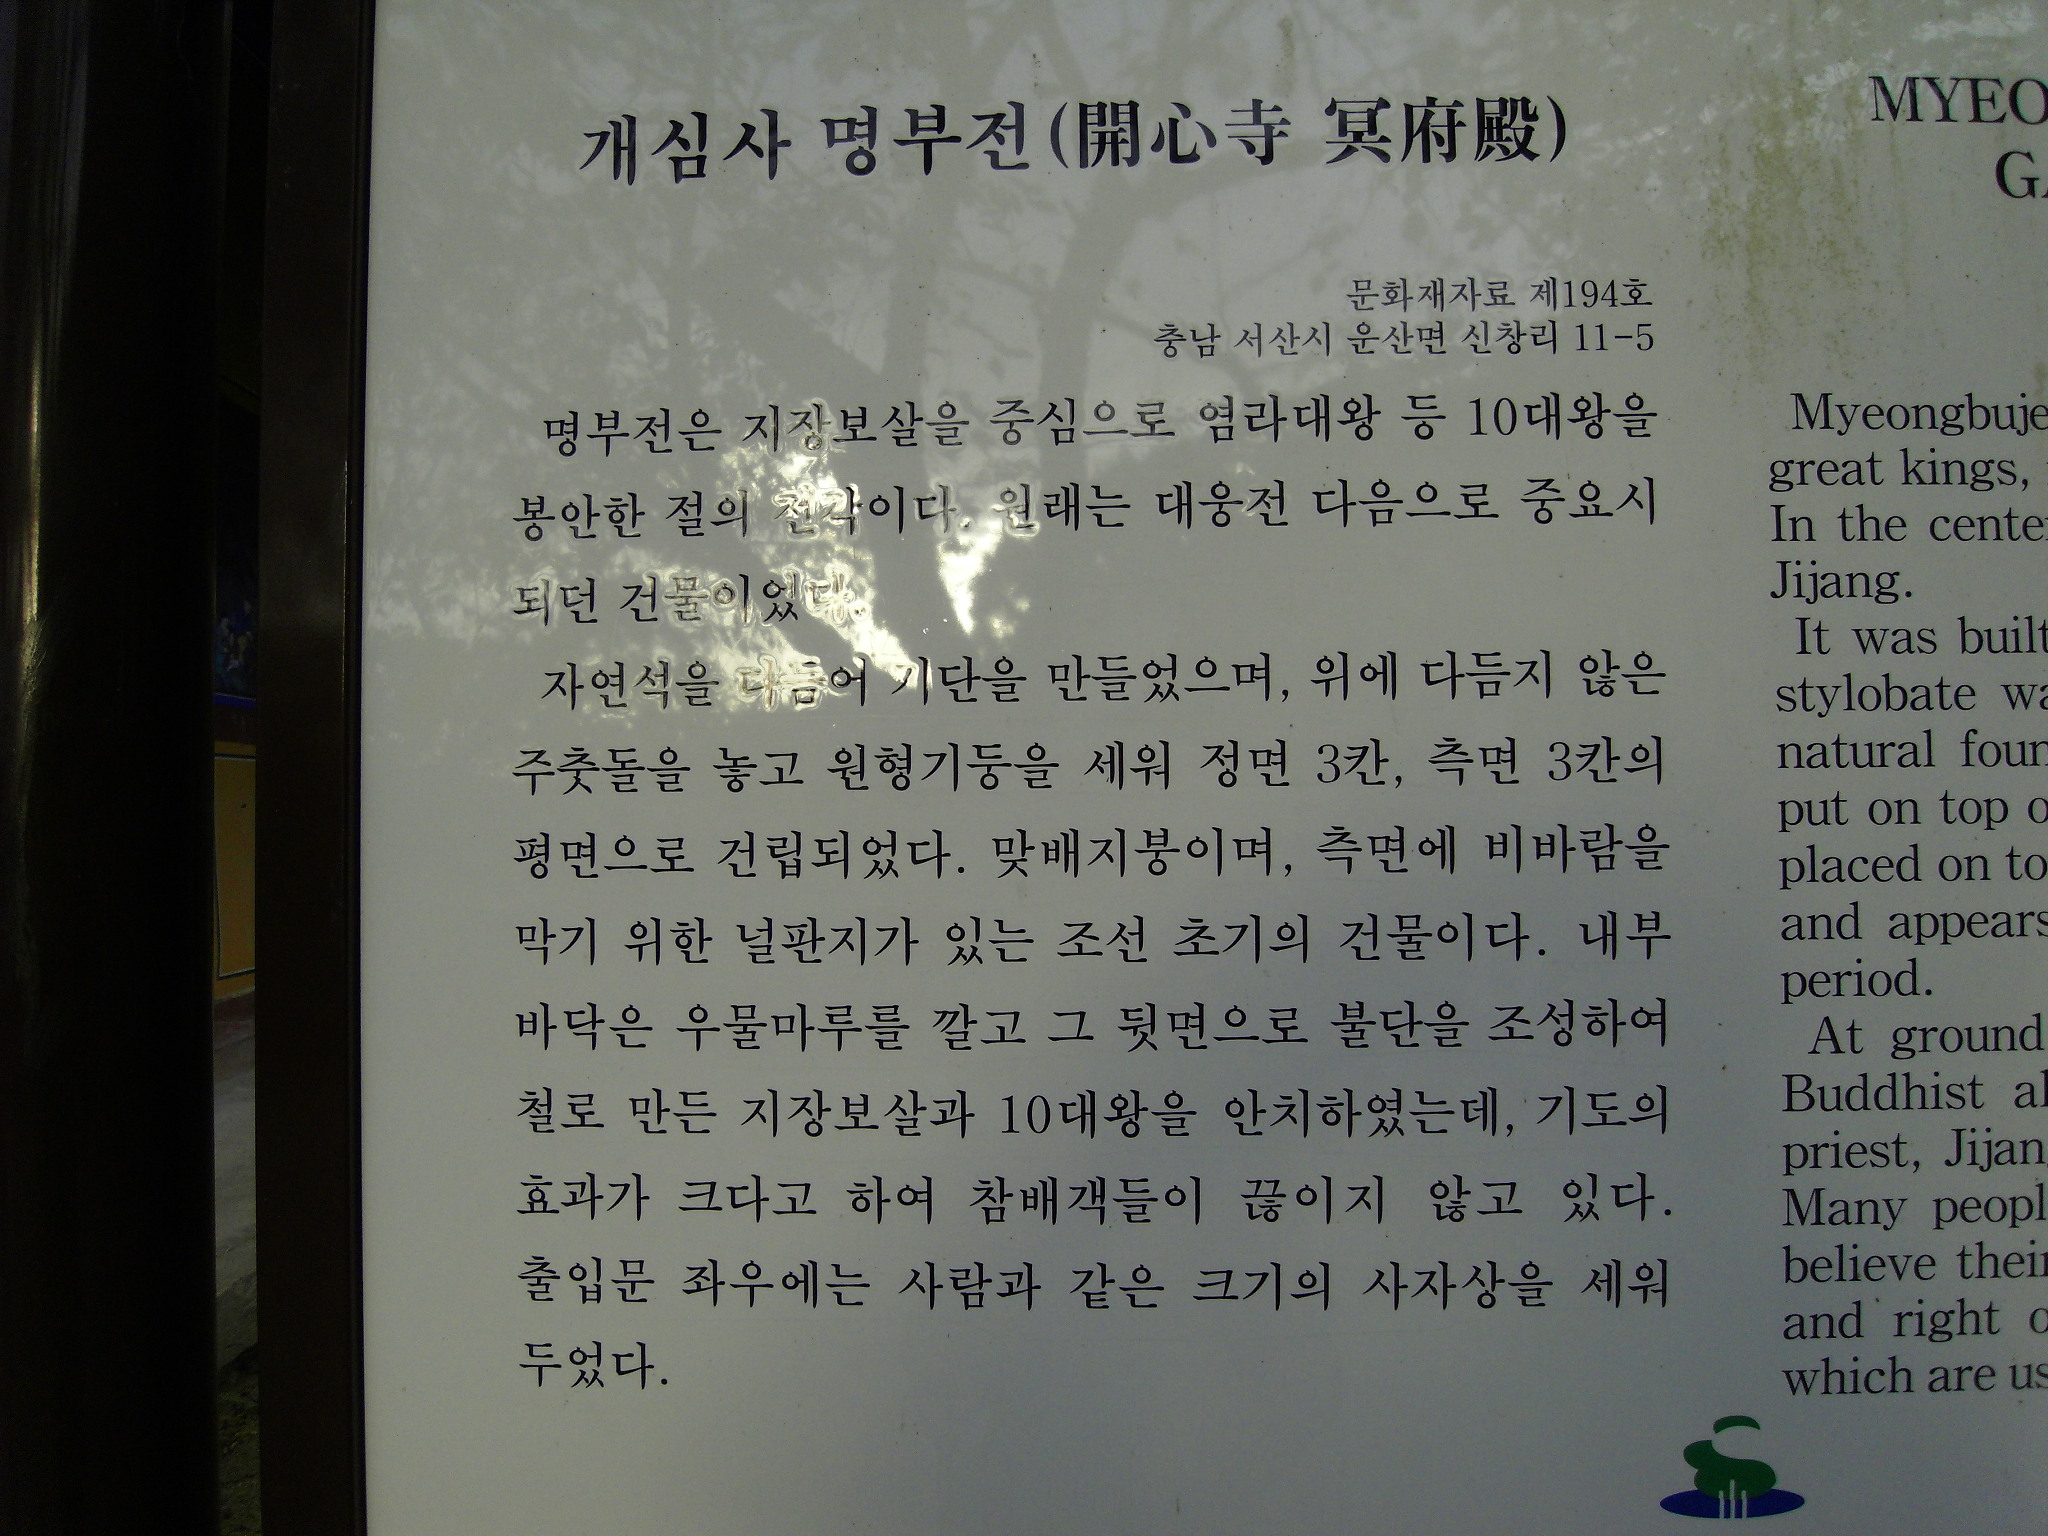 개심사 명부전(開心寺 冥府殿)
문화재자료 제194호
충남 서산시 운산면 신창리 11-5
명부전은 지장보살을 중심으로 염라대왕 등 10대왕을
봉안한 절의 전각이다. 원래는 대웅전 다음으로 중요시
되던 건물이었다.
자연석을 다듬어 기단을 만들었으며, 위에 다듬지 않은
주춧돌을 놓고 원형기둥을 세워 정면 3칸, 측면 3칸의
평면으로 건립되었다. 맞배지붕이며, 측면에 비바람을
막기 위한 널판지가 있는 조선 초기의 건물이다. 내부
바닥은 우물마루를 깔고 그 뒷면으로 불단을 조성하여
철로 만든 지장보살과 10대왕을 안치하였는데, 기도의
효과가 크다고 하여 참배객들이 끊이지 않고 있다.
출입문 좌우에는 사람과 같은 크기의 사자상을 세워
두었다.
MYEO
GA
Myeongbuje
great kings,
In the center
Jijang.
It was built
stylobate wa
natural foun
put on top o
placed on to
and appears
period.
At ground
Buddhist al
priest, Jijan
Many peopl
believe their
and right o
which are us